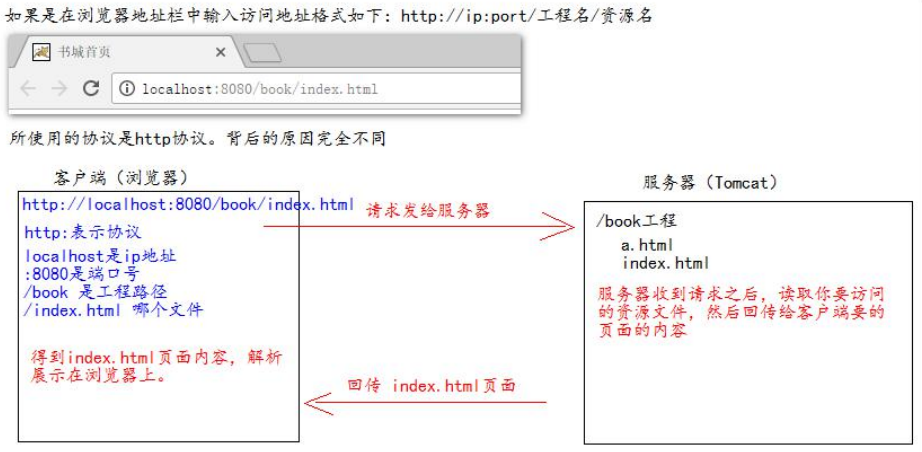 如果是在浏览器地址栏中输入访问地址格式如下：http://ip:port/工程名/资源名
书城首页
localhost:8080/book/index.html
所使用的协议是http协议。背后的原因完全不同
客户端（浏览器）
服务器（Tomcat）
http://localhost:8080/book/index.html
请求发给服务器
http:表示协议
localhost是ip地址
:8080是端口号
/book 是工程路径
/index.html 哪个文件
/book工程
a.html
index.html
服务器收到请求之后，读取你要访问
的资源文件，然后回传给客户端要的
页面的内容
得到index.html页面内容，解析
展示在浏览器上。
回传 index.html页面